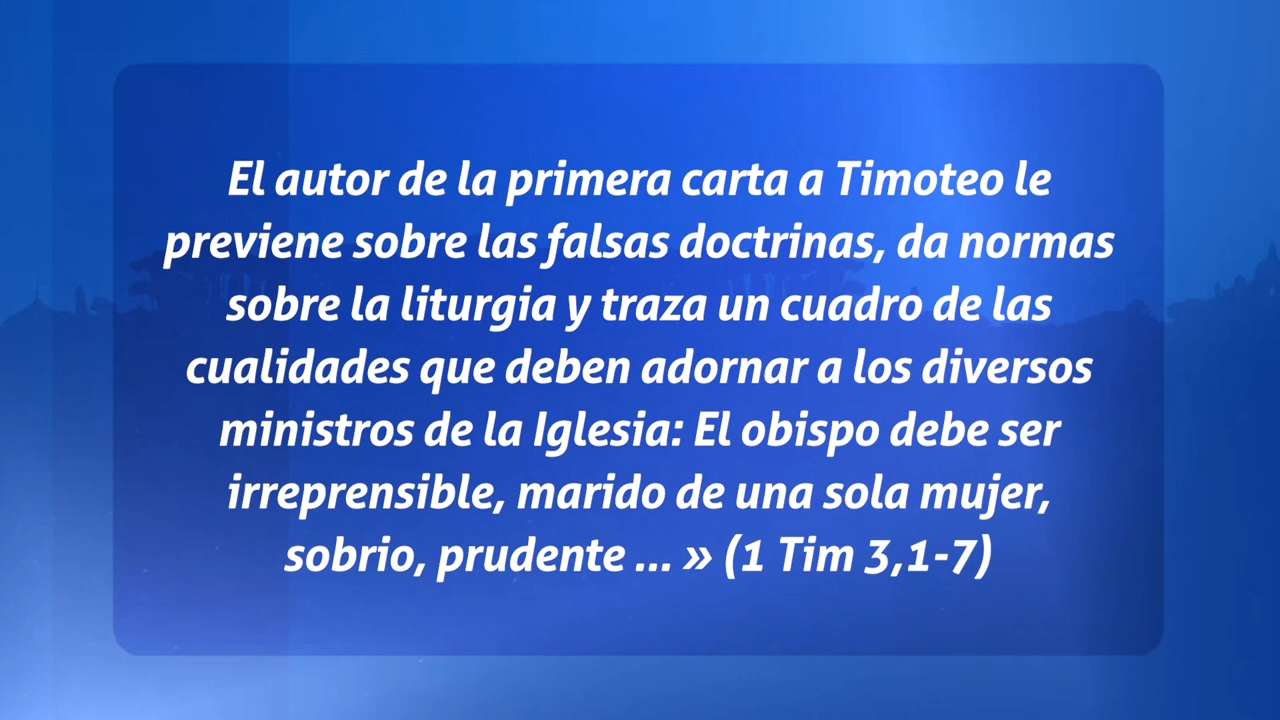 El autor de la primera carta a Timoteo le
previene sobre las falsas doctrinas, da normas
sobre la liturgia y traza un cuadro de las
cualidades que deben adornar a los diversos
ministros de la Iglesia: El obispo debe ser
irreprensible, marido de una sola mujer,
sobrio, prudente ... » (1 Tim 3,1-7)